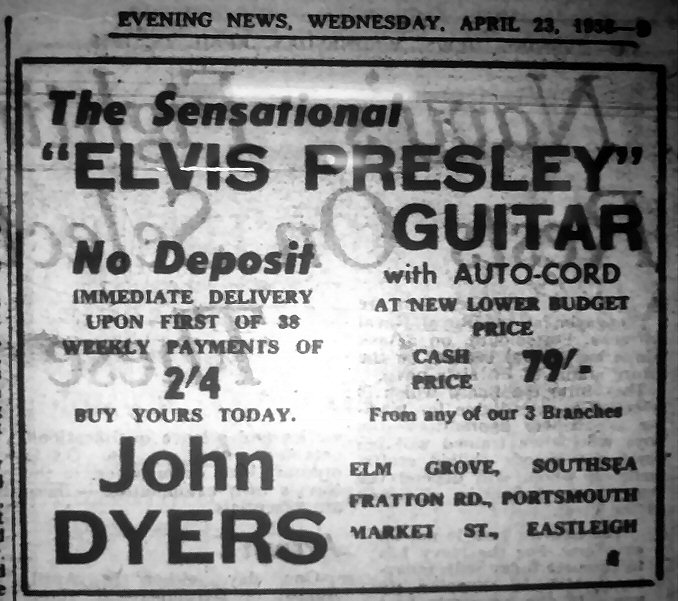 EVENING NEWS, WEDNESDAY, APRIL 23, 1958—9
The Sensational
"ELVIS PRESLEY"
GUITAR
with AUTO-CORD
AT NEW LOWER BUDGET
PRICE
CASH
PRICE 79/-
From any of our 3 Branches
No Deposit
IMMEDIATE DELIVERY
UPON FIRST OF 38
WEEKLY PAYMENTS OF
2/4
BUY YOURS TODAY.
John
DYERS
ELM GROVE, SOUTHSEA
FRATTON RD., PORTSMOUTH
MARKET ST., EASTLEIGH